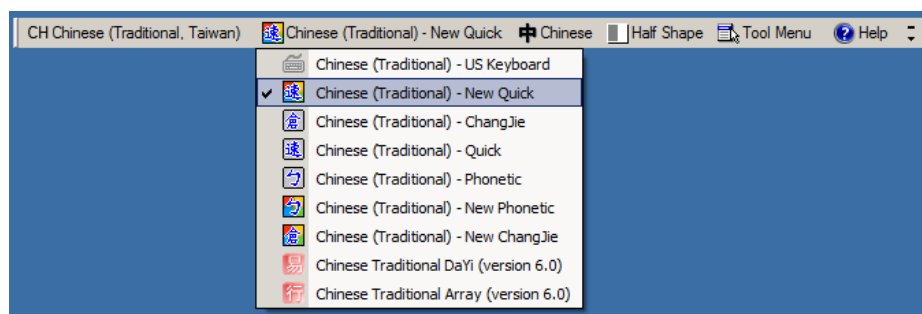 CH Chinese (Traditional, Taiwan) 速 Chinese (Traditional) - New Quick 中 Chinese Half Shape Tool Menu ? Help
Chinese (Traditional) - US Keyboard
✓ 速 Chinese (Traditional) - New Quick
倉 Chinese (Traditional) - ChangJie
速 Chinese (Traditional) - Quick
ㄅ Chinese (Traditional) - Phonetic
ㄅ Chinese (Traditional) - New Phonetic
倉 Chinese (Traditional) - New ChangJie
易 Chinese Traditional DaYi (version 6.0)
行 Chinese Traditional Array (version 6.0)